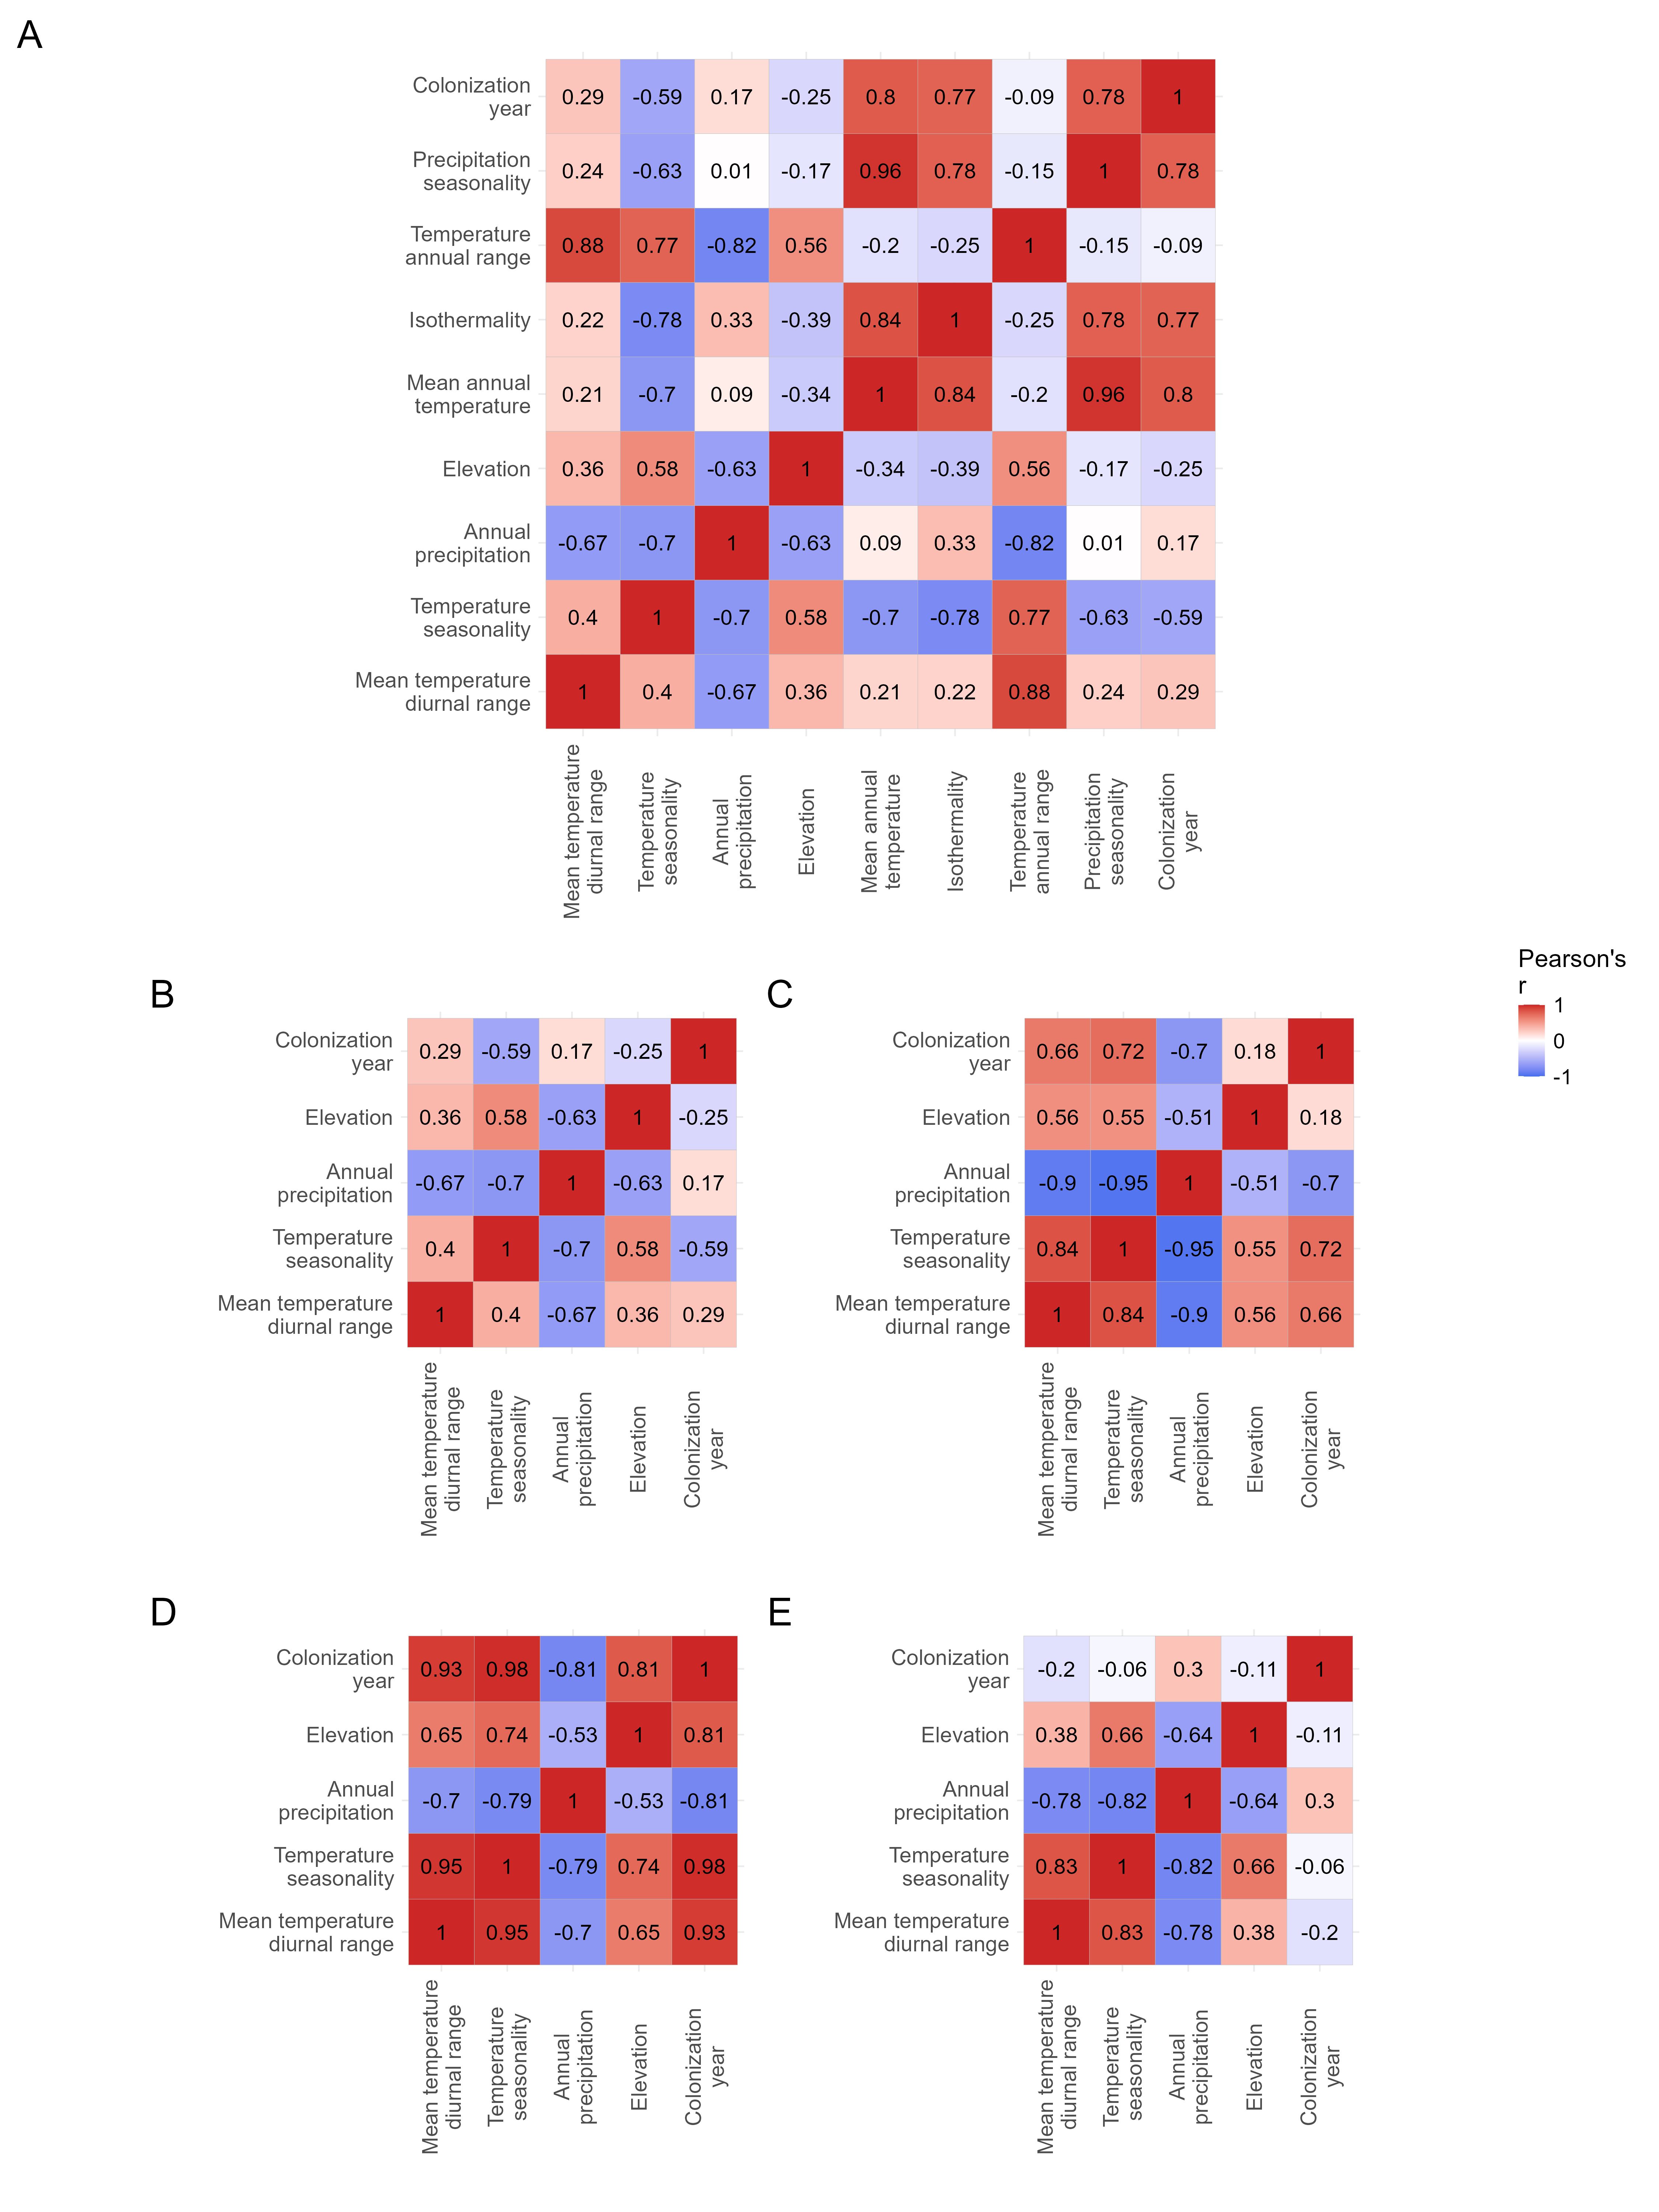 A
Colonization
year
0.29 -0.59 0.17 -0.25 0.8 0.77 -0.09 0.78 1
Precipitation
seasonality
0.24 -0.63 0.01 -0.17 0.96 0.78 -0.15 1 0.78
Temperature
annual range
0.88 0.77 -0.82 0.56 -0.2 -0.25 1 -0.15 -0.09
Isothermality
0.22 -0.78 0.33 -0.39 0.84 1 -0.25 0.78 0.77
Mean annual
temperature
0.21 -0.7 0.09 -0.34 1 0.84 -0.2 0.96 0.8
Elevation
0.36 0.58 -0.63 1 -0.34 -0.39 0.56 -0.17 -0.25
Annual
precipitation
-0.67 -0.7 1 -0.63 0.09 0.33 -0.82 0.01 0.17
Temperature
seasonality
0.4 1 -0.7 0.58 -0.7 -0.78 0.77 -0.63 -0.59
Mean temperature
diurnal range
1 0.4 -0.67 0.36 0.21 0.22 0.88 0.24 0.29
Mean temperature
diurnal range
Temperature
seasonality
Annual
precipitation
Elevation
Mean annual
temperature
Isothermality
Temperature
annual range
Precipitation
seasonality
Colonization
year
Pearson's
r
1
0
-1
B
Colonization
year
0.29 -0.59 0.17 -0.25 1
Elevation
0.36 0.58 -0.63 1 -0.25
Annual
precipitation
-0.67 -0.7 1 -0.63 0.17
Temperature
seasonality
0.4 1 -0.7 0.58 -0.59
Mean temperature
diurnal range
1 0.4 -0.67 0.36 0.29
Mean temperature
diurnal range
Temperature
seasonality
Annual
precipitation
Elevation
Colonization
year
C
Colonization
year
0.66 0.72 -0.7 0.18 1
Elevation
0.56 0.55 -0.51 1 0.18
Annual
precipitation
-0.9 -0.95 1 -0.51 -0.7
Temperature
seasonality
0.84 1 -0.95 0.55 0.72
Mean temperature
diurnal range
1 0.84 -0.9 0.56 0.66
Mean temperature
diurnal range
Temperature
seasonality
Annual
precipitation
Elevation
Colonization
year
D
Colonization
year
0.93 0.98 -0.81 0.81 1
Elevation
0.65 0.74 -0.53 1 0.81
Annual
precipitation
-0.7 -0.79 1 -0.53 -0.81
Temperature
seasonality
0.95 1 -0.79 0.74 0.98
Mean temperature
diurnal range
1 0.95 -0.7 0.65 0.93
Mean temperature
diurnal range
Temperature
seasonality
Annual
precipitation
Elevation
Colonization
year
E
Colonization
year
-0.2 -0.06 0.3 -0.11 1
Elevation
0.38 0.66 -0.64 1 -0.11
Annual
precipitation
-0.78 -0.82 1 -0.64 0.3
Temperature
seasonality
0.83 1 -0.82 0.66 -0.06
Mean temperature
diurnal range
1 0.83 -0.78 0.38 -0.2
Mean temperature
diurnal range
Temperature
seasonality
Annual
precipitation
Elevation
Colonization
year